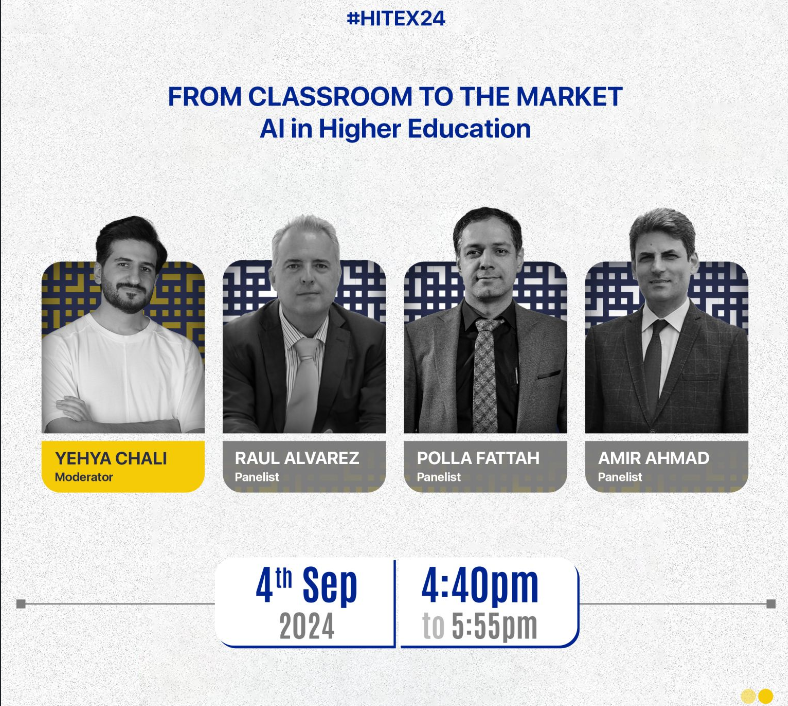 #HITEX24
FROM CLASSROOM TO THE MARKET
AI in Higher Education
YEHYA CHALI
Moderator
RAUL ALVAREZ
Panelist
POLLA FATTAH
Panelist
AMIR AHMAD
Panelist
4th Sep
2024
4:40pm
to 5:55pm